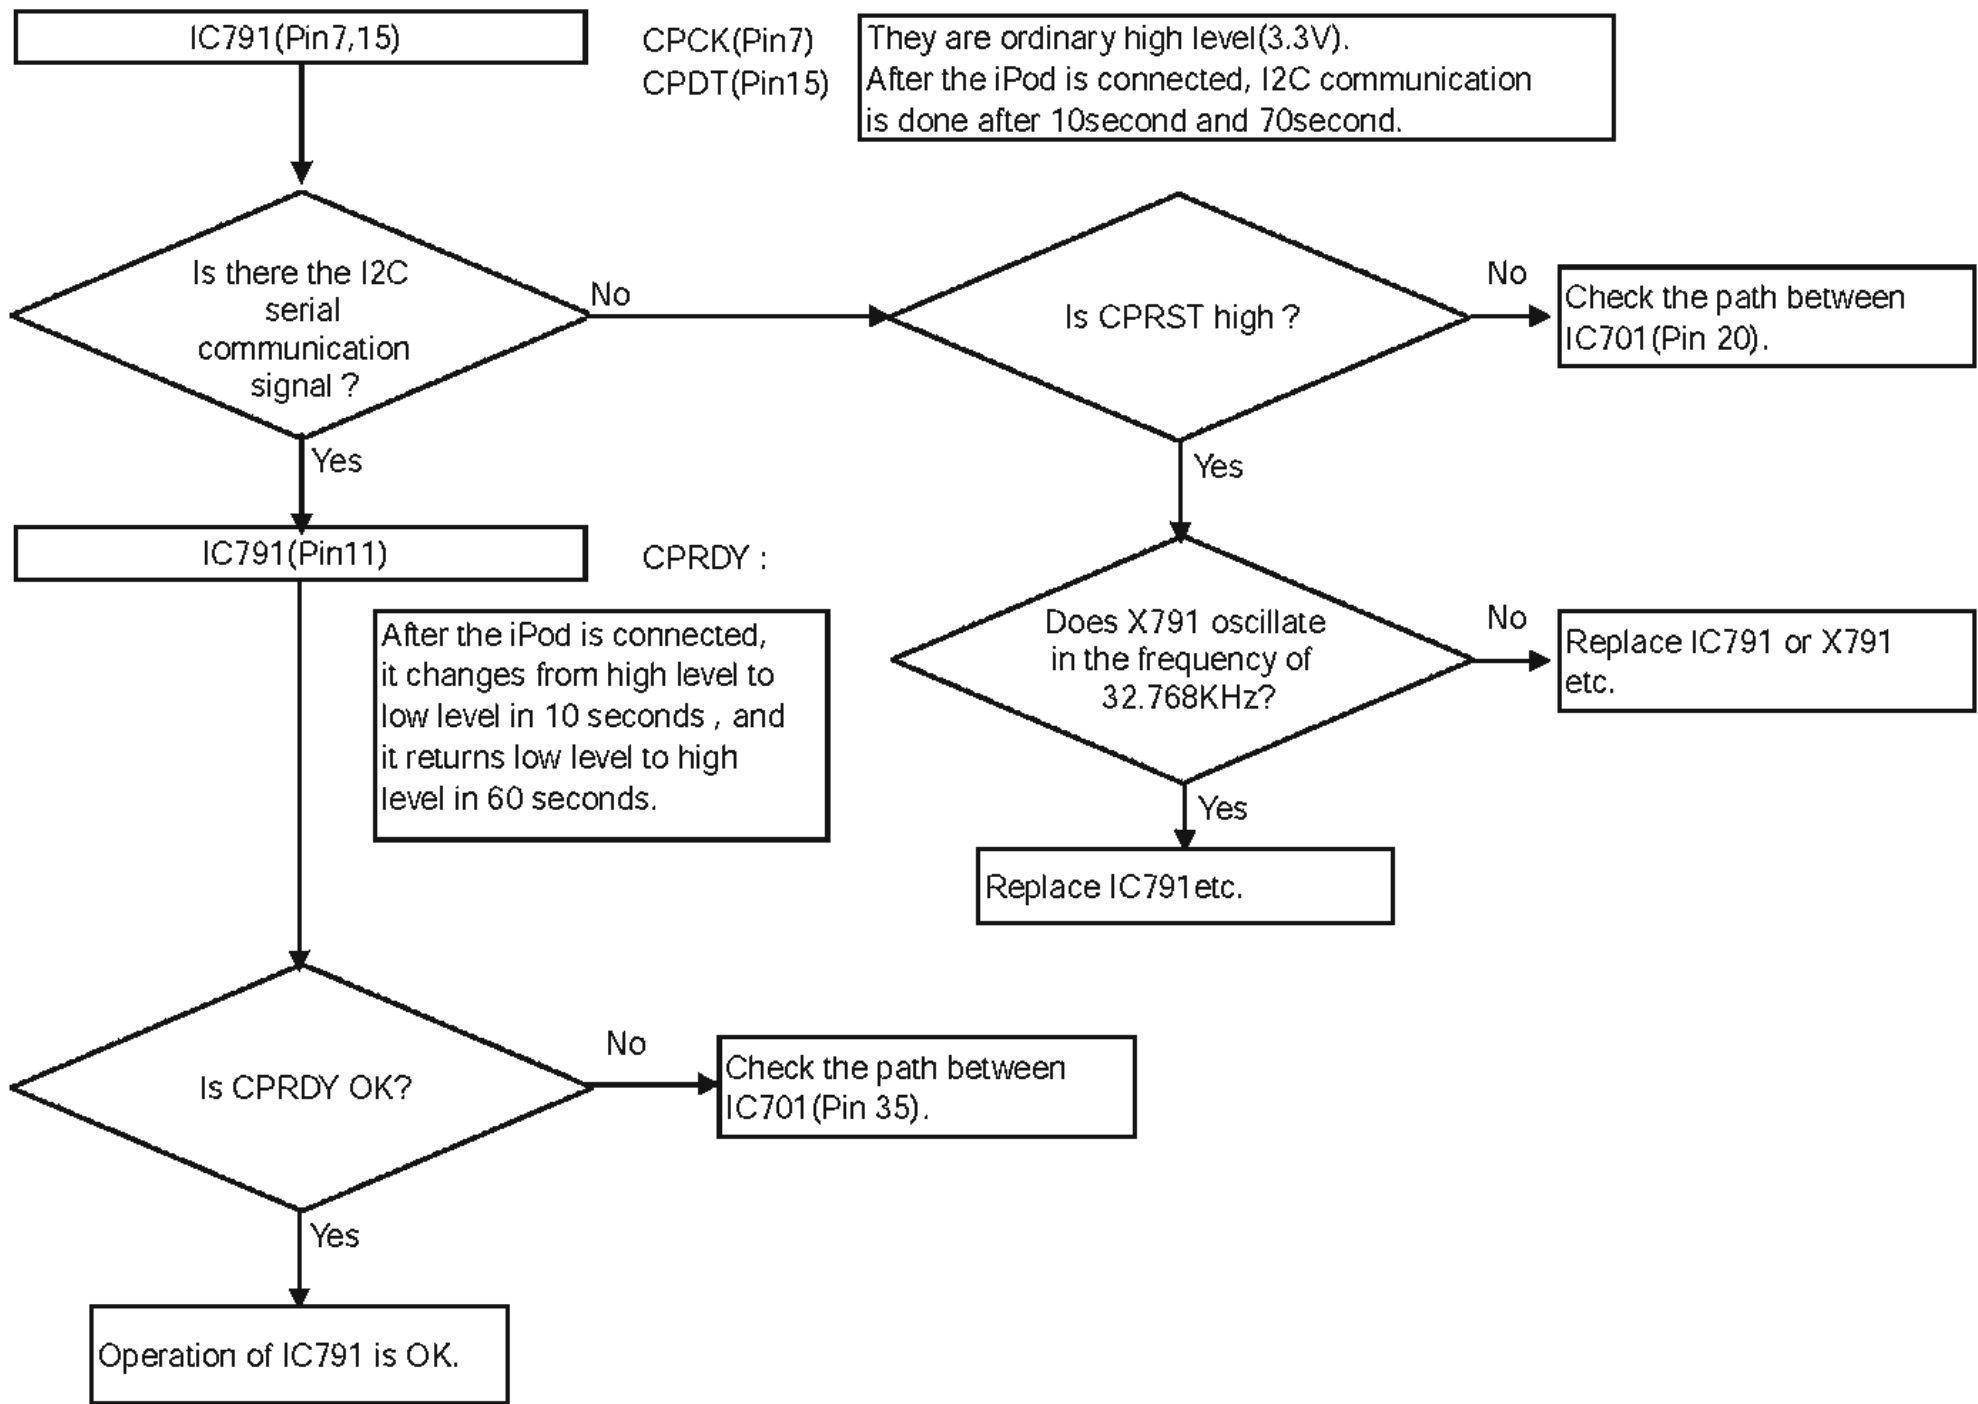 IC791(Pin7,15)
CPCK(Pin7)
CPDT(Pin15)
They are ordinary high level(3.3V).
After the iPod is connected, I2C communication
is done after 10second and 70second.
Is there the I2C
serial
communication
signal ?
No
Is CPRST high ?
No
Check the path between
IC701(Pin 20).
Yes
Yes
IC791(Pin11)
CPRDY :
After the iPod is connected,
it changes from high level to
low level in 10 seconds , and
it returns low level to high
level in 60 seconds.
Does X791 oscillate
in the frequency of
32.768KHz?
No
Replace IC791 or X791
etc.
Yes
Replace IC791etc.
Is CPRDY OK?
No
Check the path between
IC701(Pin 35).
Yes
Operation of IC791 is OK.